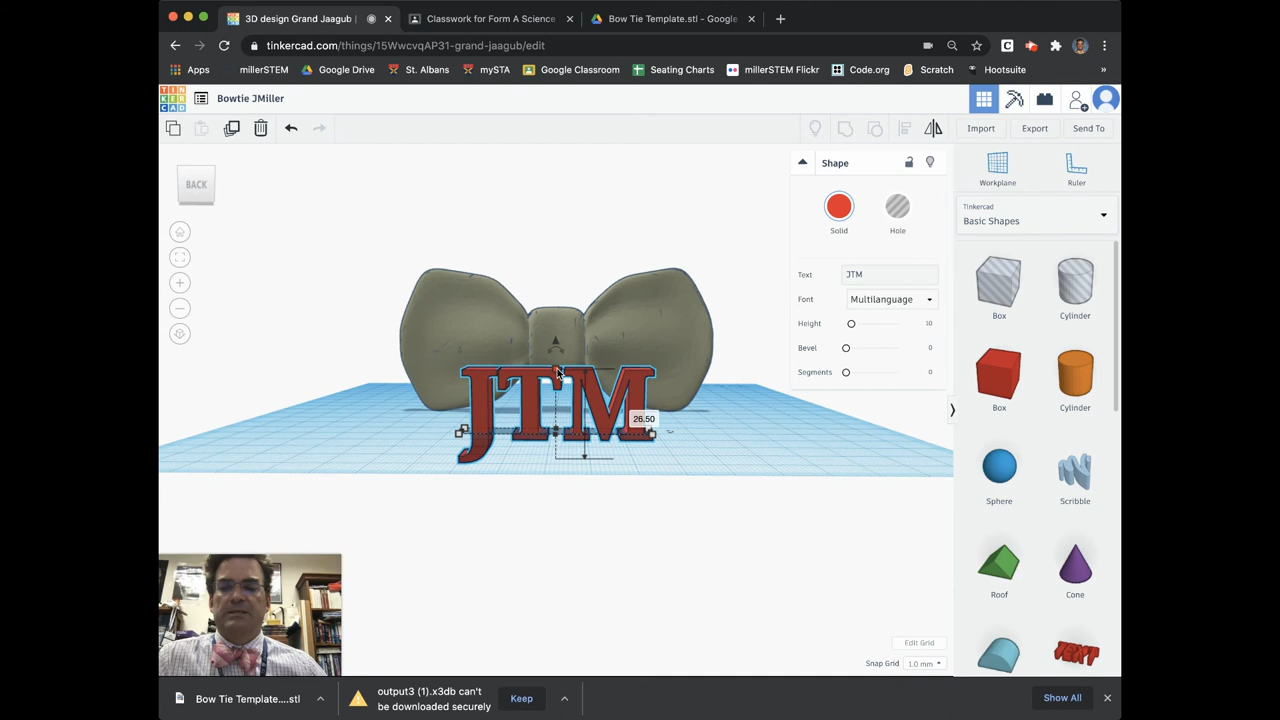 3D design Grand Jaagub |
Classwork for Form A Science
Bow Tie Template.stl - Google
tinkercad.com/things/15WwcvqAP31-grand-jaagub/edit
Apps
millerSTEM
Google Drive
St. Albans
mySTA
Google Classroom
Seating Charts
millerSTEM Flickr
Code.org
Scratch
Hootsuite
»
TIN
KER
CAD
Bowtie JMiller
Import
Export
Send To
BACK
Shape
Solid
Hole
Text
JTM
Font
Multilanguage
Height
10
Bevel
0
Segments
0
Workplane
Ruler
Tinkercad
Basic Shapes
Box
Cylinder
Box
Cylinder
Sphere
Scribble
Roof
Cone
TEXT
JTM
26.50
Edit Grid
Snap Grid
1.0 mm
Bow Tie Template....stl
output3 (1).x3db can't
be downloaded securely
Keep
Show All